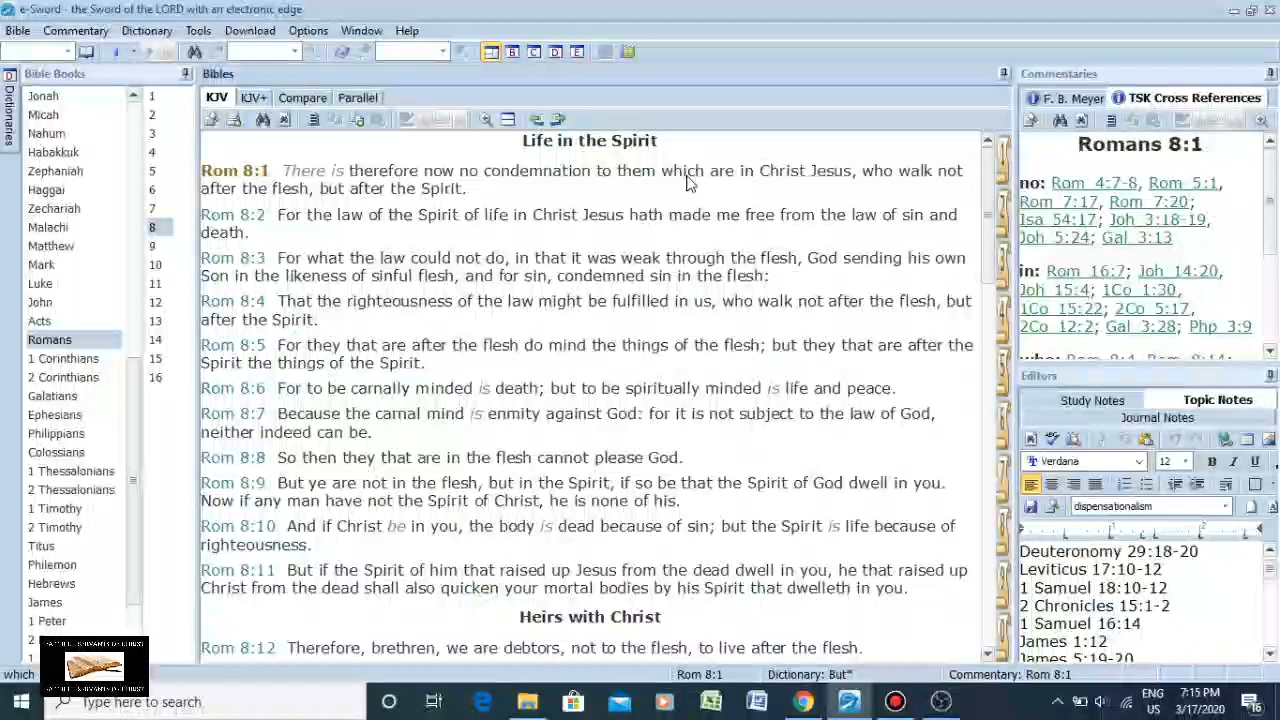 e-Sword - the Sword of the LORD with an electronic edge
Bible Commentary Dictionary Tools Download Options Window Help
B C D E
Dictionaries
Bible Books
Jonah
Micah
Nahum
Habakkuk
Zephaniah
Haggai
Zechariah
Malachi
Matthew
Mark
Luke
John
Acts
Romans
1 Corinthians
2 Corinthians
Galatians
Ephesians
Philippians
Colossians
1 Thessalonians
2 Thessalonians
1 Timothy
2 Timothy
Titus
Philemon
Hebrews
James
1 Peter
1
2
3
4
5
6
7
8
9
10
11
12
13
14
15
16
Bibles
KJV KJV+ Compare Parallel
Life in the Spirit
Rom 8:1 There is therefore now no condemnation to them which are in Christ Jesus, who walk not
after the flesh, but after the Spirit.
Rom 8:2 For the law of the Spirit of life in Christ Jesus hath made me free from the law of sin and
death.
Rom 8:3 For what the law could not do, in that it was weak through the flesh, God sending his own
Son in the likeness of sinful flesh, and for sin, condemned sin in the flesh:
Rom 8:4 That the righteousness of the law might be fulfilled in us, who walk not after the flesh, but
after the Spirit.
Rom 8:5 For they that are after the flesh do mind the things of the flesh; but they that are after the
Spirit the things of the Spirit.
Rom 8:6 For to be carnally minded is death; but to be spiritually minded is life and peace.
Rom 8:7 Because the carnal mind is enmity against God: for it is not subject to the law of God,
neither indeed can be.
Rom 8:8 So then they that are in the flesh cannot please God.
Rom 8:9 But ye are not in the flesh, but in the Spirit, if so be that the Spirit of God dwell in you.
Now if any man have not the Spirit of Christ, he is none of his.
Rom 8:10 And if Christ be in you, the body is dead because of sin; but the Spirit is life because of
righteousness.
Rom 8:11 But if the Spirit of him that raised up Jesus from the dead dwell in you, he that raised up
Christ from the dead shall also quicken your mortal bodies by his Spirit that dwelleth in you.
Heirs with Christ
Rom 8:12 Therefore, brethren, we are debtors, not to the flesh, to live after the flesh.
Commentaries
F. B. Meyer TSK Cross References
Romans 8:1
no: Rom 4:7-8, Rom 5:1,
Rom 7:17, Rom 7:20;
Isa 54:17; Joh 3:18-19,
Joh 5:24; Gal 3:13
in: Rom 16:7; Joh 14:20,
Joh 15:4; 1Co 1:30,
1Co 15:22; 2Co 5:17,
2Co 12:2; Gal 3:28; Php 3:9
Editors
Study Notes Topic Notes
Journal Notes
Verdana 12 B I U
dispensationalism
1 2
Deuteronomy 29:18-20
Leviticus 17:10-12
1 Samuel 18:10-12
2 Chronicles 15:1-2
1 Samuel 16:14
James 1:12
James 5:19-20
which Rom 8:1 Dictionary: But" Commentary: Rom 8:1
Type here to search
ENG
US
7:15 PM
3/17/2020
16